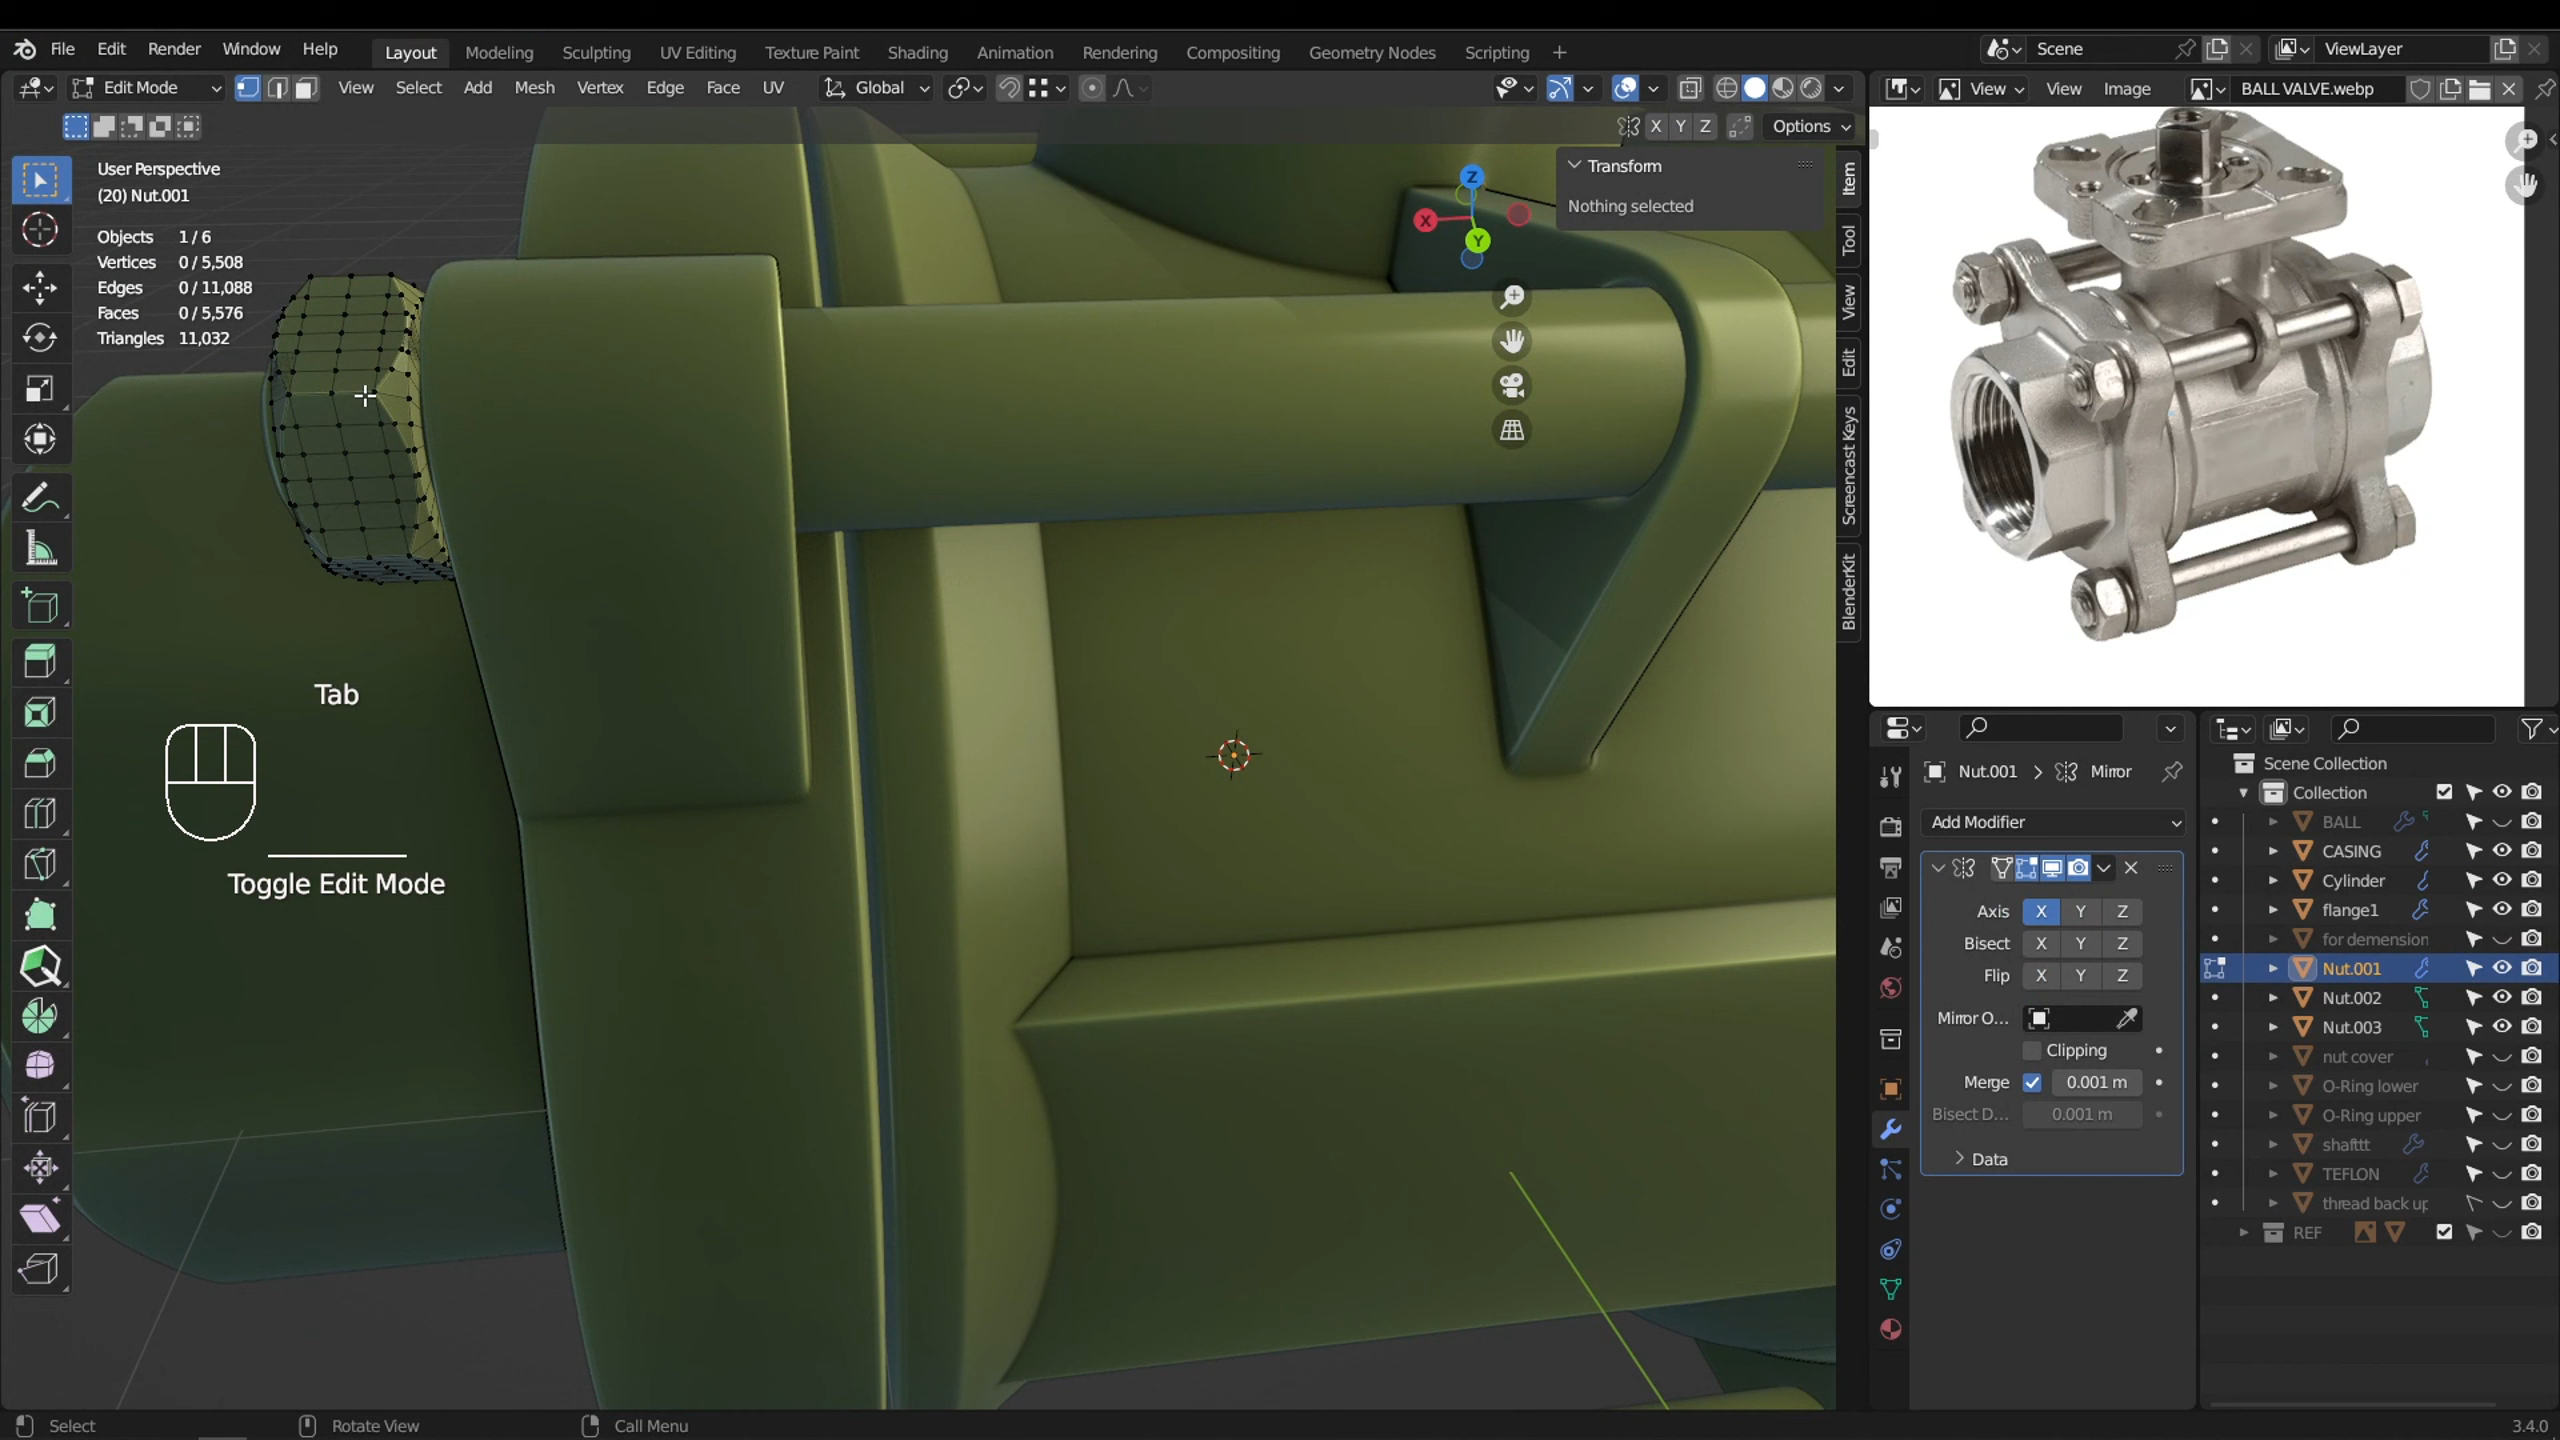 File Edit Render Window Help Layout Modeling Sculpting UV Editing Texture Paint Shading Animation Rendering Compositing Geometry Nodes Scripting + Scene ViewLayer
Edit Mode View Select Add Mesh Vertex Edge Face UV Global View View Image BALL VALVE.webp
X Y Z Options
User Perspective
(20) Nut.001
Objects 1 / 6
Vertices 0 / 5,508
Edges 0 / 11,088
Faces 0 / 5,576
Triangles 11,032
Transform
Nothing selected
Z
X
Y
Item
Tool
View
Edit
Screencast Keys
BlenderKit
Tab
Toggle Edit Mode
Nut.001 > Mirror
Add Modifier
Axis X Y Z
Bisect X Y Z
Flip X Y Z
Mirror O...
Clipping
Merge 0.001 m
Bisect D... 0.001 m
Data
Scene Collection
Collection
BALL
CASING
Cylinder
flange1
for demension
Nut.001
Nut.002
Nut.003
nut cover
O-Ring lower
O-Ring upper
shafttt
TEFLON
thread back up
REF
Select Rotate View Call Menu 3.4.0